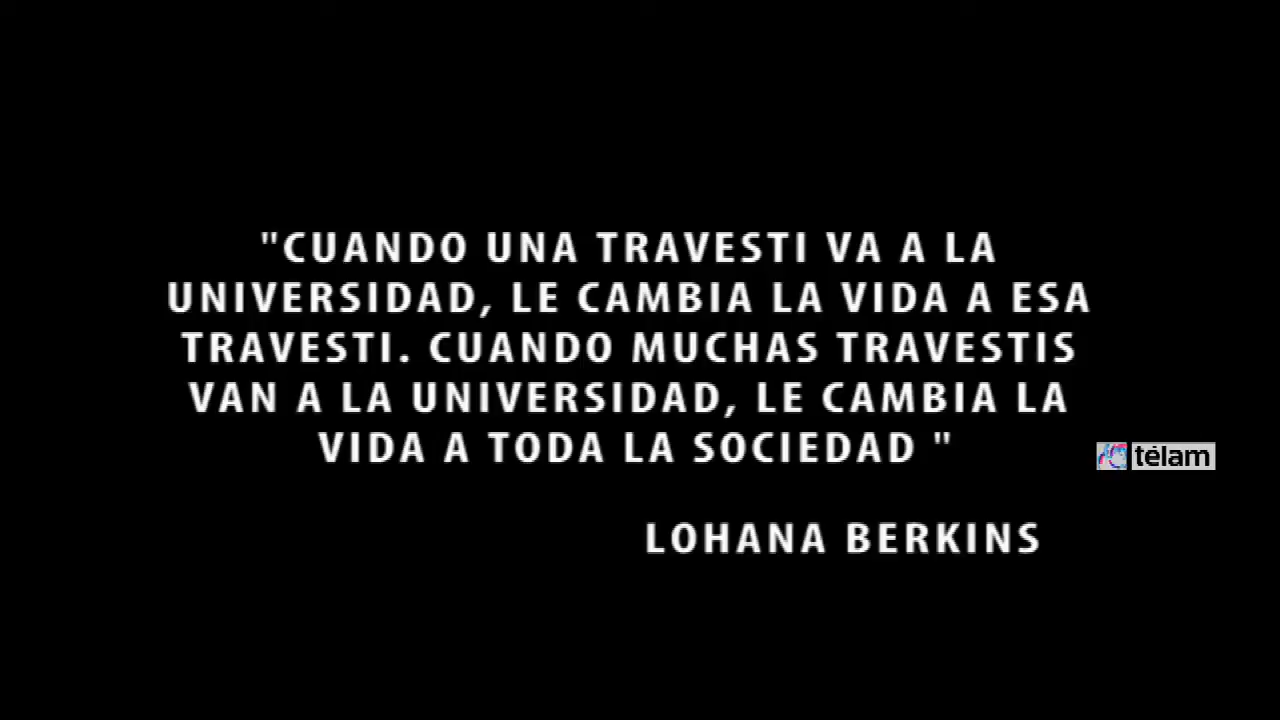 "CUANDO UNA TRAVESTI VA A LA
UNIVERSIDAD, LE CAMBIA LA VIDA A ESA
TRAVESTI. CUANDO MUCHAS TRAVESTIS
VAN A LA UNIVERSIDAD, LE CAMBIA LA
VIDA A TODA LA SOCIEDAD "
télam
LOHANA BERKINS